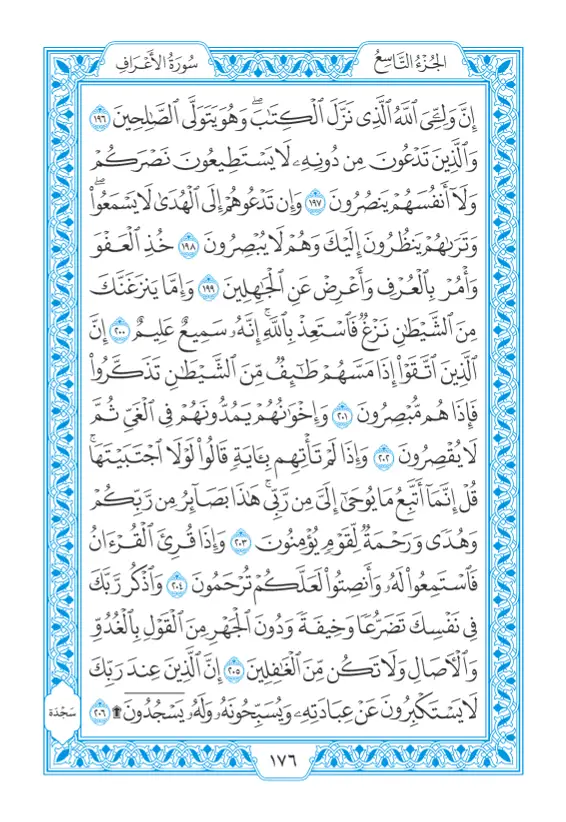 الجُزْءُ التَّاسِعُ
سُورَةُ الأَعْرَافِ
إِنَّ وَلِـِّۧيَ ٱللَّهُ ٱلَّذِي نَزَّلَ ٱلْكِتَٰبَۖ وَهُوَ يَتَوَلَّى ٱلصَّٰلِحِينَ ١٩٦
وَٱلَّذِينَ تَدْعُونَ مِن دُونِهِۦ لَا يَسْتَطِيعُونَ نَصْرَكُمْ
وَلَآ أَنفُسَهُمْ يَنصُرُونَ ١٩٧ وَإِن تَدْعُوهُمْ إِلَى ٱلْهُدَىٰ لَا يَسْمَعُوا۟ۖ
وَتَرَىٰهُمْ يَنظُرُونَ إِلَيْكَ وَهُمْ لَا يُبْصِرُونَ ١٩٨ خُذِ ٱلْعَفْوَ
وَأْمُرْ بِٱلْعُرْفِ وَأَعْرِضْ عَنِ ٱلْجَٰهِلِينَ ١٩٩ وَإِمَّا يَنزَغَنَّكَ
مِنَ ٱلشَّيْطَٰنِ نَزْغٌ فَٱسْتَعِذْ بِٱللَّهِۚ إِنَّهُۥ سَمِيعٌ عَلِيمٌ ٢٠٠ إِنَّ
ٱلَّذِينَ ٱتَّقَوْا۟ إِذَا مَسَّهُمْ طَٰٓئِفٌ مِّنَ ٱلشَّيْطَٰنِ تَذَكَّرُوا۟
فَإِذَا هُم مُّبْصِرُونَ ٢٠١ وَإِخْوَٰنُهُمْ يَمُدُّونَهُمْ فِي ٱلْغَيِّ ثُمَّ
لَا يُقْصِرُونَ ٢٠٢ وَإِذَا لَمْ تَأْتِهِم بِـَٔايَةٍ قَالُوا۟ لَوْلَا ٱجْتَبَيْتَهَاۚ
قُلْ إِنَّمَآ أَتَّبِعُ مَا يُوحَىٰٓ إِلَيَّ مِن رَّبِّيۚ هَٰذَا بَصَآئِرُ مِن رَّبِّكُمْ
وَهُدًى وَرَحْمَةٌ لِّقَوْمٍ يُؤْمِنُونَ ٢٠٣ وَإِذَا قُرِئَ ٱلْقُرْءَانُ
فَٱسْتَمِعُوا۟ لَهُۥ وَأَنصِتُوا۟ لَعَلَّكُمْ تُرْحَمُونَ ٢٠٤ وَٱذْكُر رَّبَّكَ
فِي نَفْسِكَ تَضَرُّعًا وَخِيفَةً وَدُونَ ٱلْجَهْرِ مِنَ ٱلْقَوْلِ بِٱلْغُدُوِّ
وَٱلْءَاصَالِ وَلَا تَكُن مِّنَ ٱلْغَٰفِلِينَ ٢٠٥ إِنَّ ٱلَّذِينَ عِندَ رَبِّكَ
لَا يَسْتَكْبِرُونَ عَنْ عِبَادَتِهِۦ وَيُسَبِّحُونَهُۥ وَلَهُۥ يَسْجُدُونَ۩ ٢٠٦
سَجْدَة
١٧٦